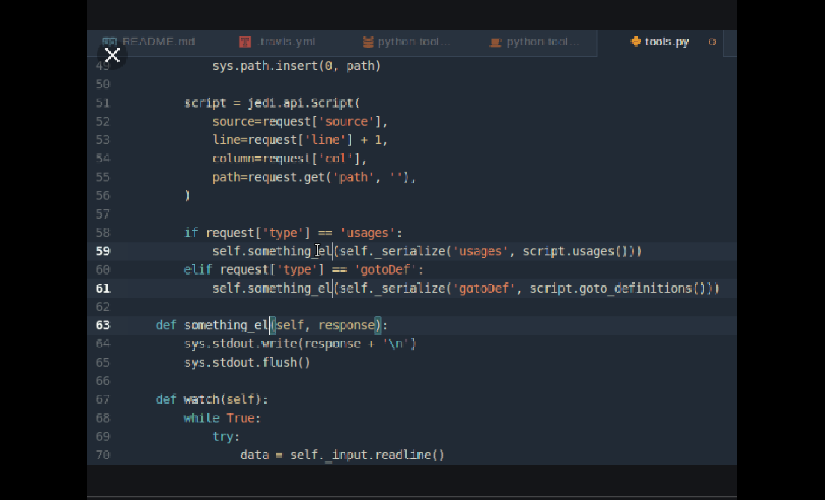 README.md .travis.yml python-tool... python-tool... tools.py
49 sys.path.insert(0, path)
50
51 script = jedi.api.Script(
52 source=request['source'],
53 line=request['line'] + 1,
54 column=request['col'],
55 path=request.get('path', ''),
56 )
57
58 if request['type'] == 'usages':
59 self.something_el(self._serialize('usages', script.usages()))
60 elif request['type'] == 'gotoDef':
61 self.something_el(self._serialize('gotoDef', script.goto_definitions()))
62
63 def something_el(self, response):
64 sys.stdout.write(response + '\n')
65 sys.stdout.flush()
66
67 def watch(self):
68 while True:
69 try:
70 data = self._input.readline()